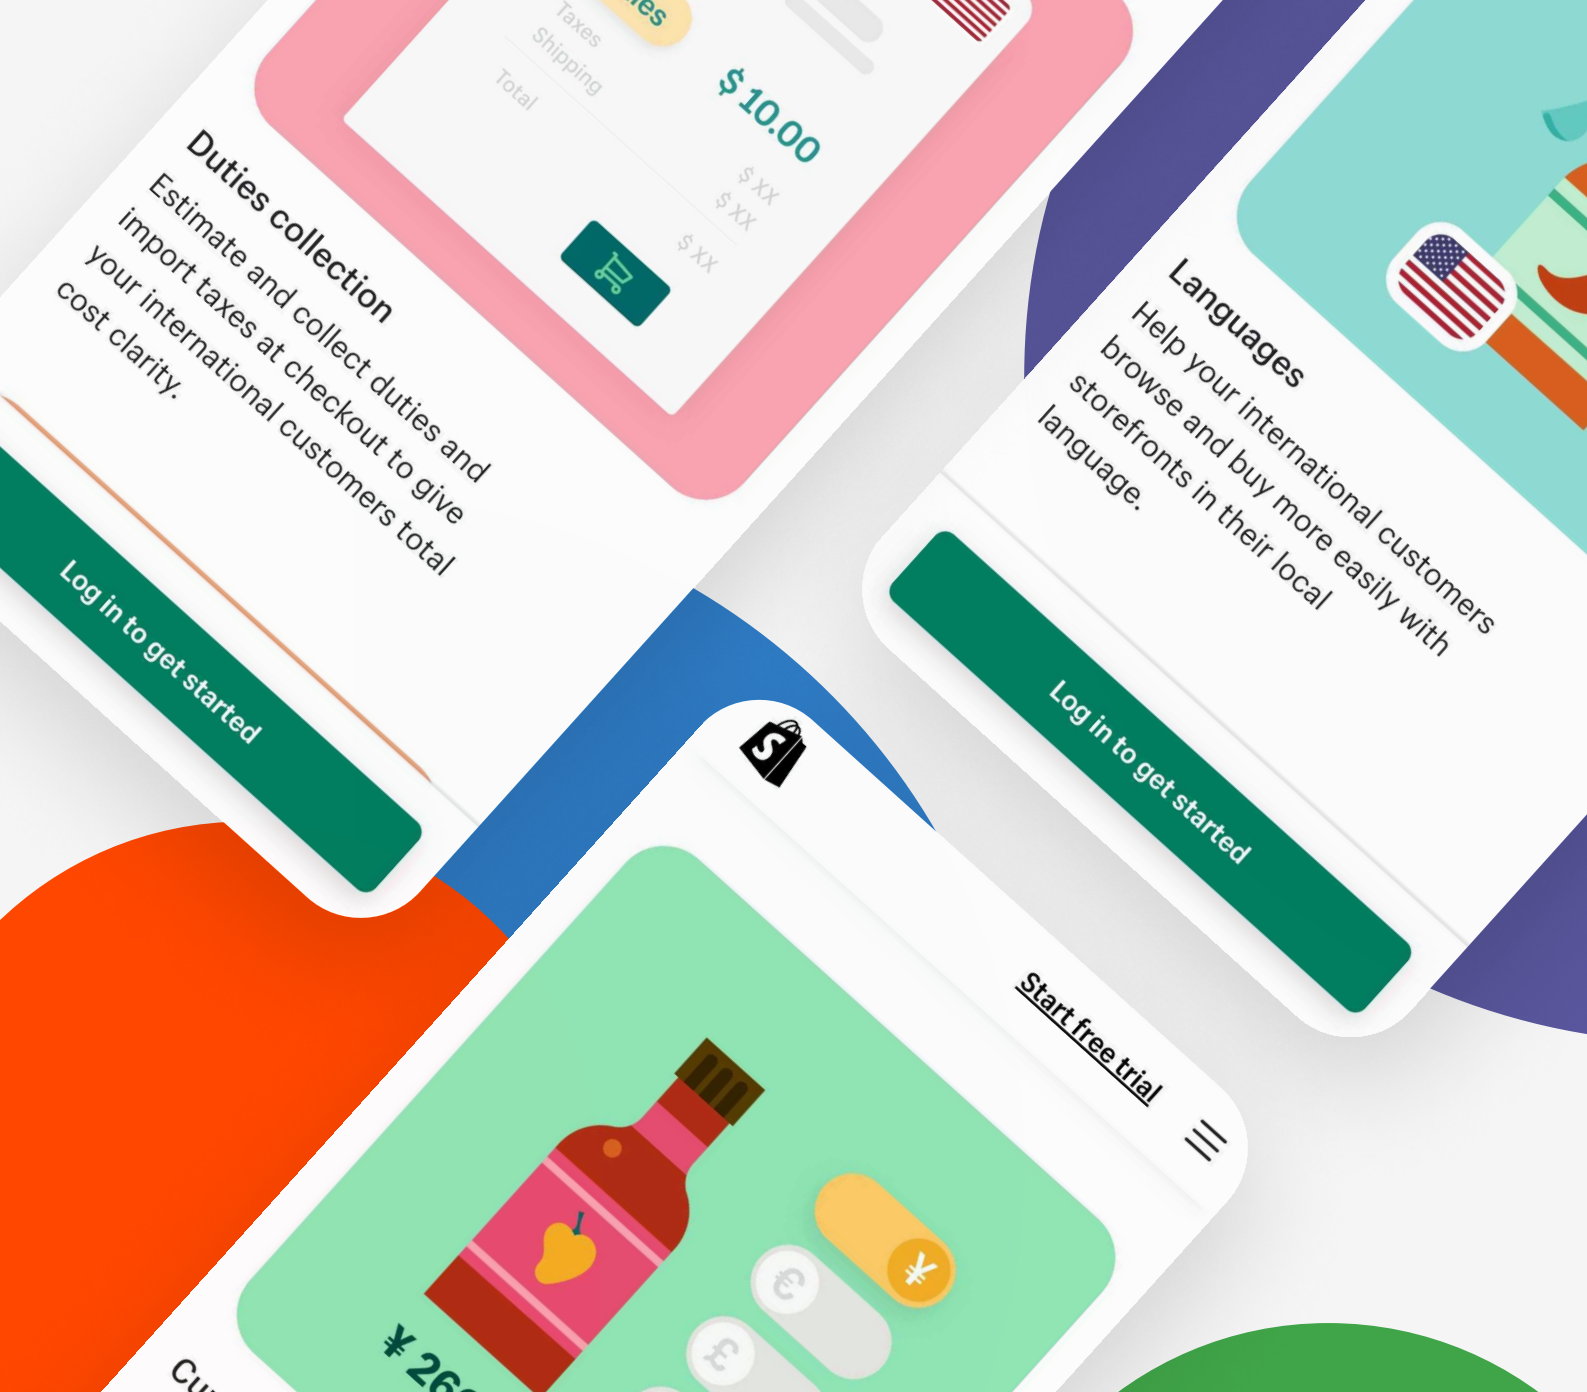 Taxes
Shipping
Total
$ 10.00
$ XX
$ XX
$ XX
Duties collection
Estimate and collect duties and
import taxes at checkout to give
your international customers total
cost clarity.
Log in to get started
Languages
Help your international customers
browse and buy more easily with
storefronts in their local
language.
Log in to get started
S
Start free trial
¥
€
£